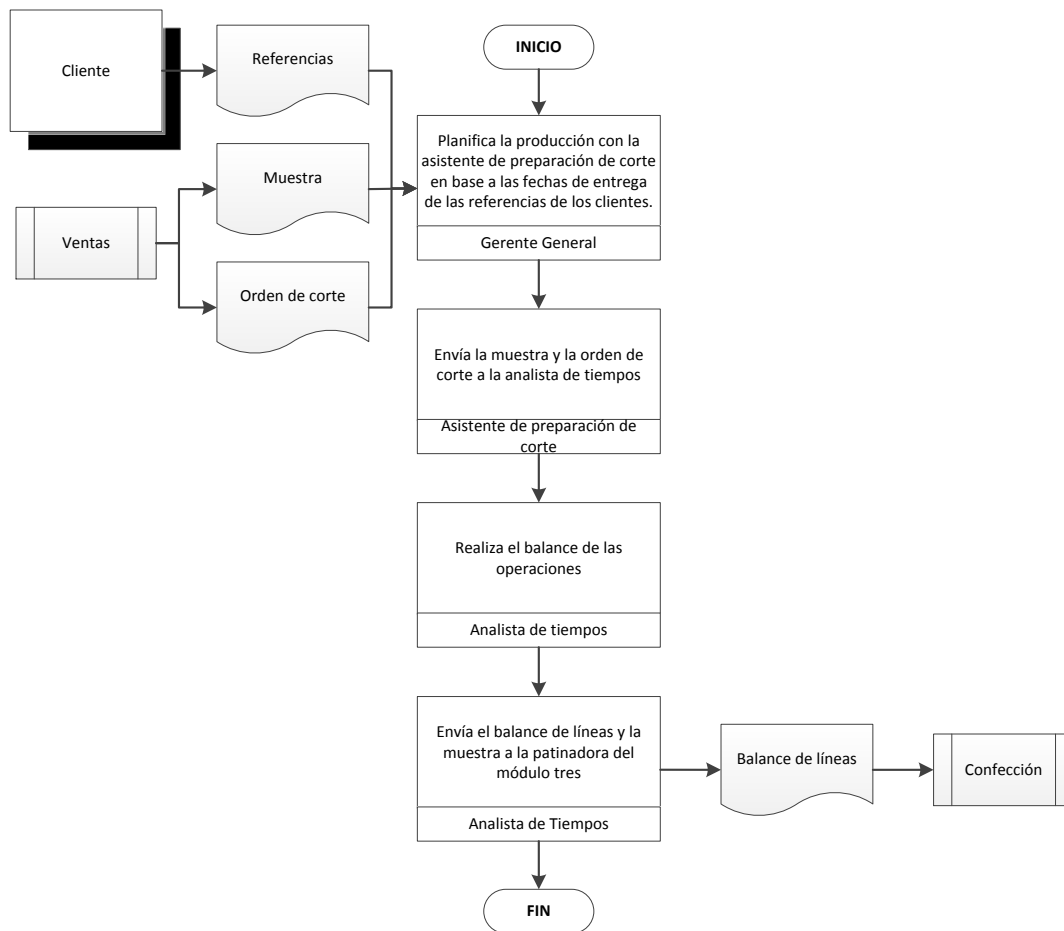 Cliente
Referencias
INICIO
Muestra
Ventas
Orden de corte
Planifica la producción con la
asistente de preparación de corte
en base a las fechas de entrega
de las referencias de los clientes.
Gerente General
Envía la muestra y la orden de
corte a la analista de tiempos
Asistente de preparación de
corte
Realiza el balance de las
operaciones
Analista de tiempos
Envía el balance de líneas y la
muestra a la patinadora del
módulo tres
Analista de Tiempos
Balance de líneas
Confección
FIN